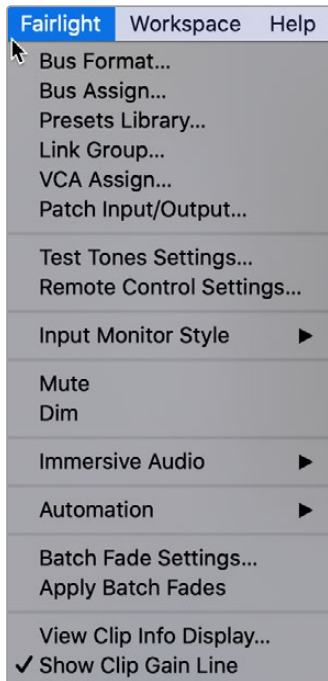 Fairlight Workspace Help
Bus Format...
Bus Assign...
Presets Library...
Link Group...
VCA Assign...
Patch Input/Output...
Test Tones Settings...
Remote Control Settings...
Input Monitor Style
Mute
Dim
Immersive Audio
Automation
Batch Fade Settings...
Apply Batch Fades
View Clip Info Display...
✓ Show Clip Gain Line